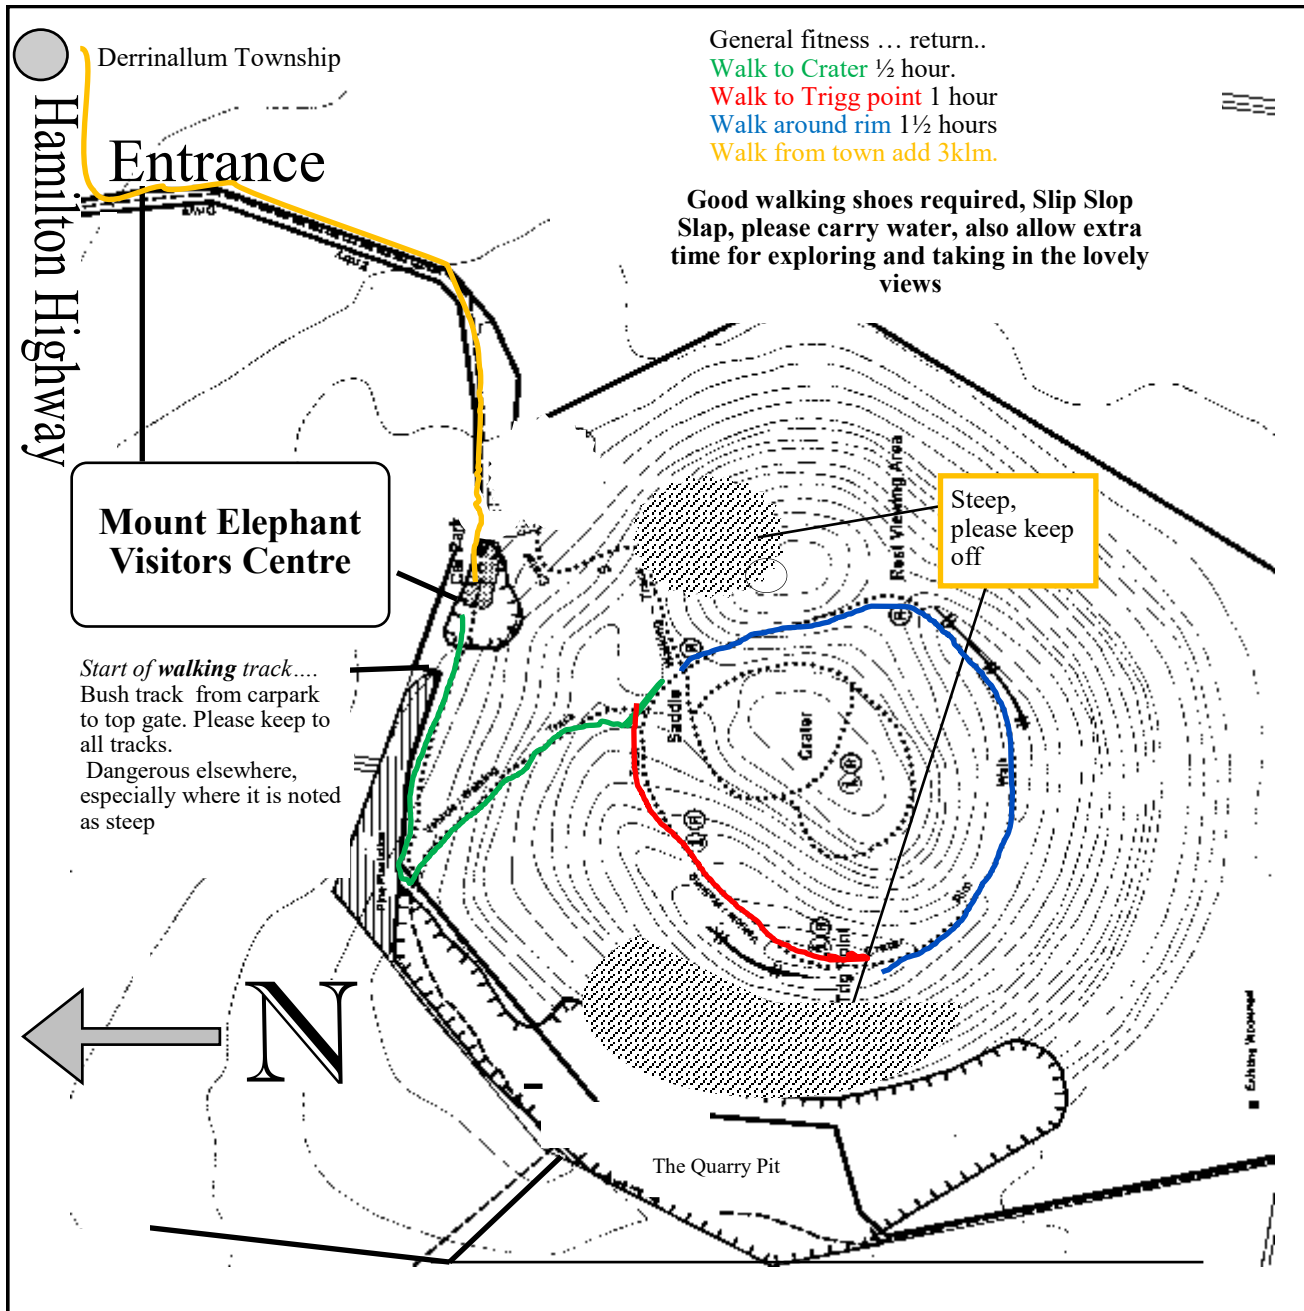 Derrinallum Township
Hamilton Highway
Entrance
General fitness … return..
Walk to Crater ½ hour.
Walk to Trigg point 1 hour
Walk around rim 1½ hours
Walk from town add 3klm.
Good walking shoes required, Slip Slop
Slap, please carry water, also allow extra
time for exploring and taking in the lovely
views
Mount Elephant
Visitors Centre
Steep,
please keep
off
Start of walking track....
Bush track from carpark
to top gate. Please keep to
all tracks.
Dangerous elsewhere,
especially where it is noted
as steep
Car Park
Rest Viewing Area
Saddle
Crater
Track
Vehicle Walking
Walk
Rim
Trig Point
Pine Plantation
N
The Quarry Pit
Existing